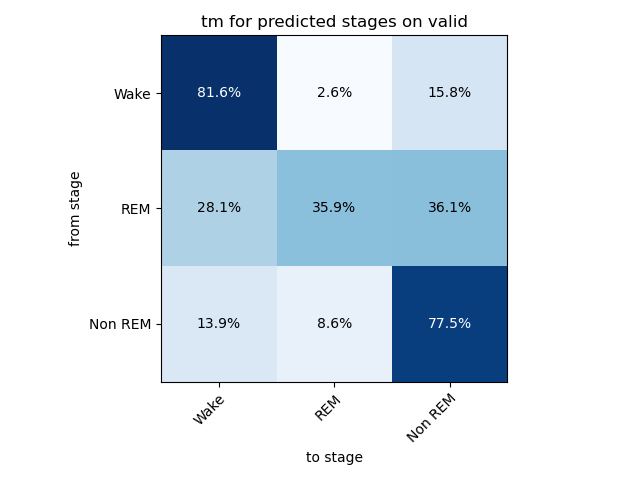 tm for predicted stages on valid
Wake 81.6% 2.6% 15.8%
REM 28.1% 35.9% 36.1%
Non REM 13.9% 8.6% 77.5%
from stage
Wake REM Non REM
to stage